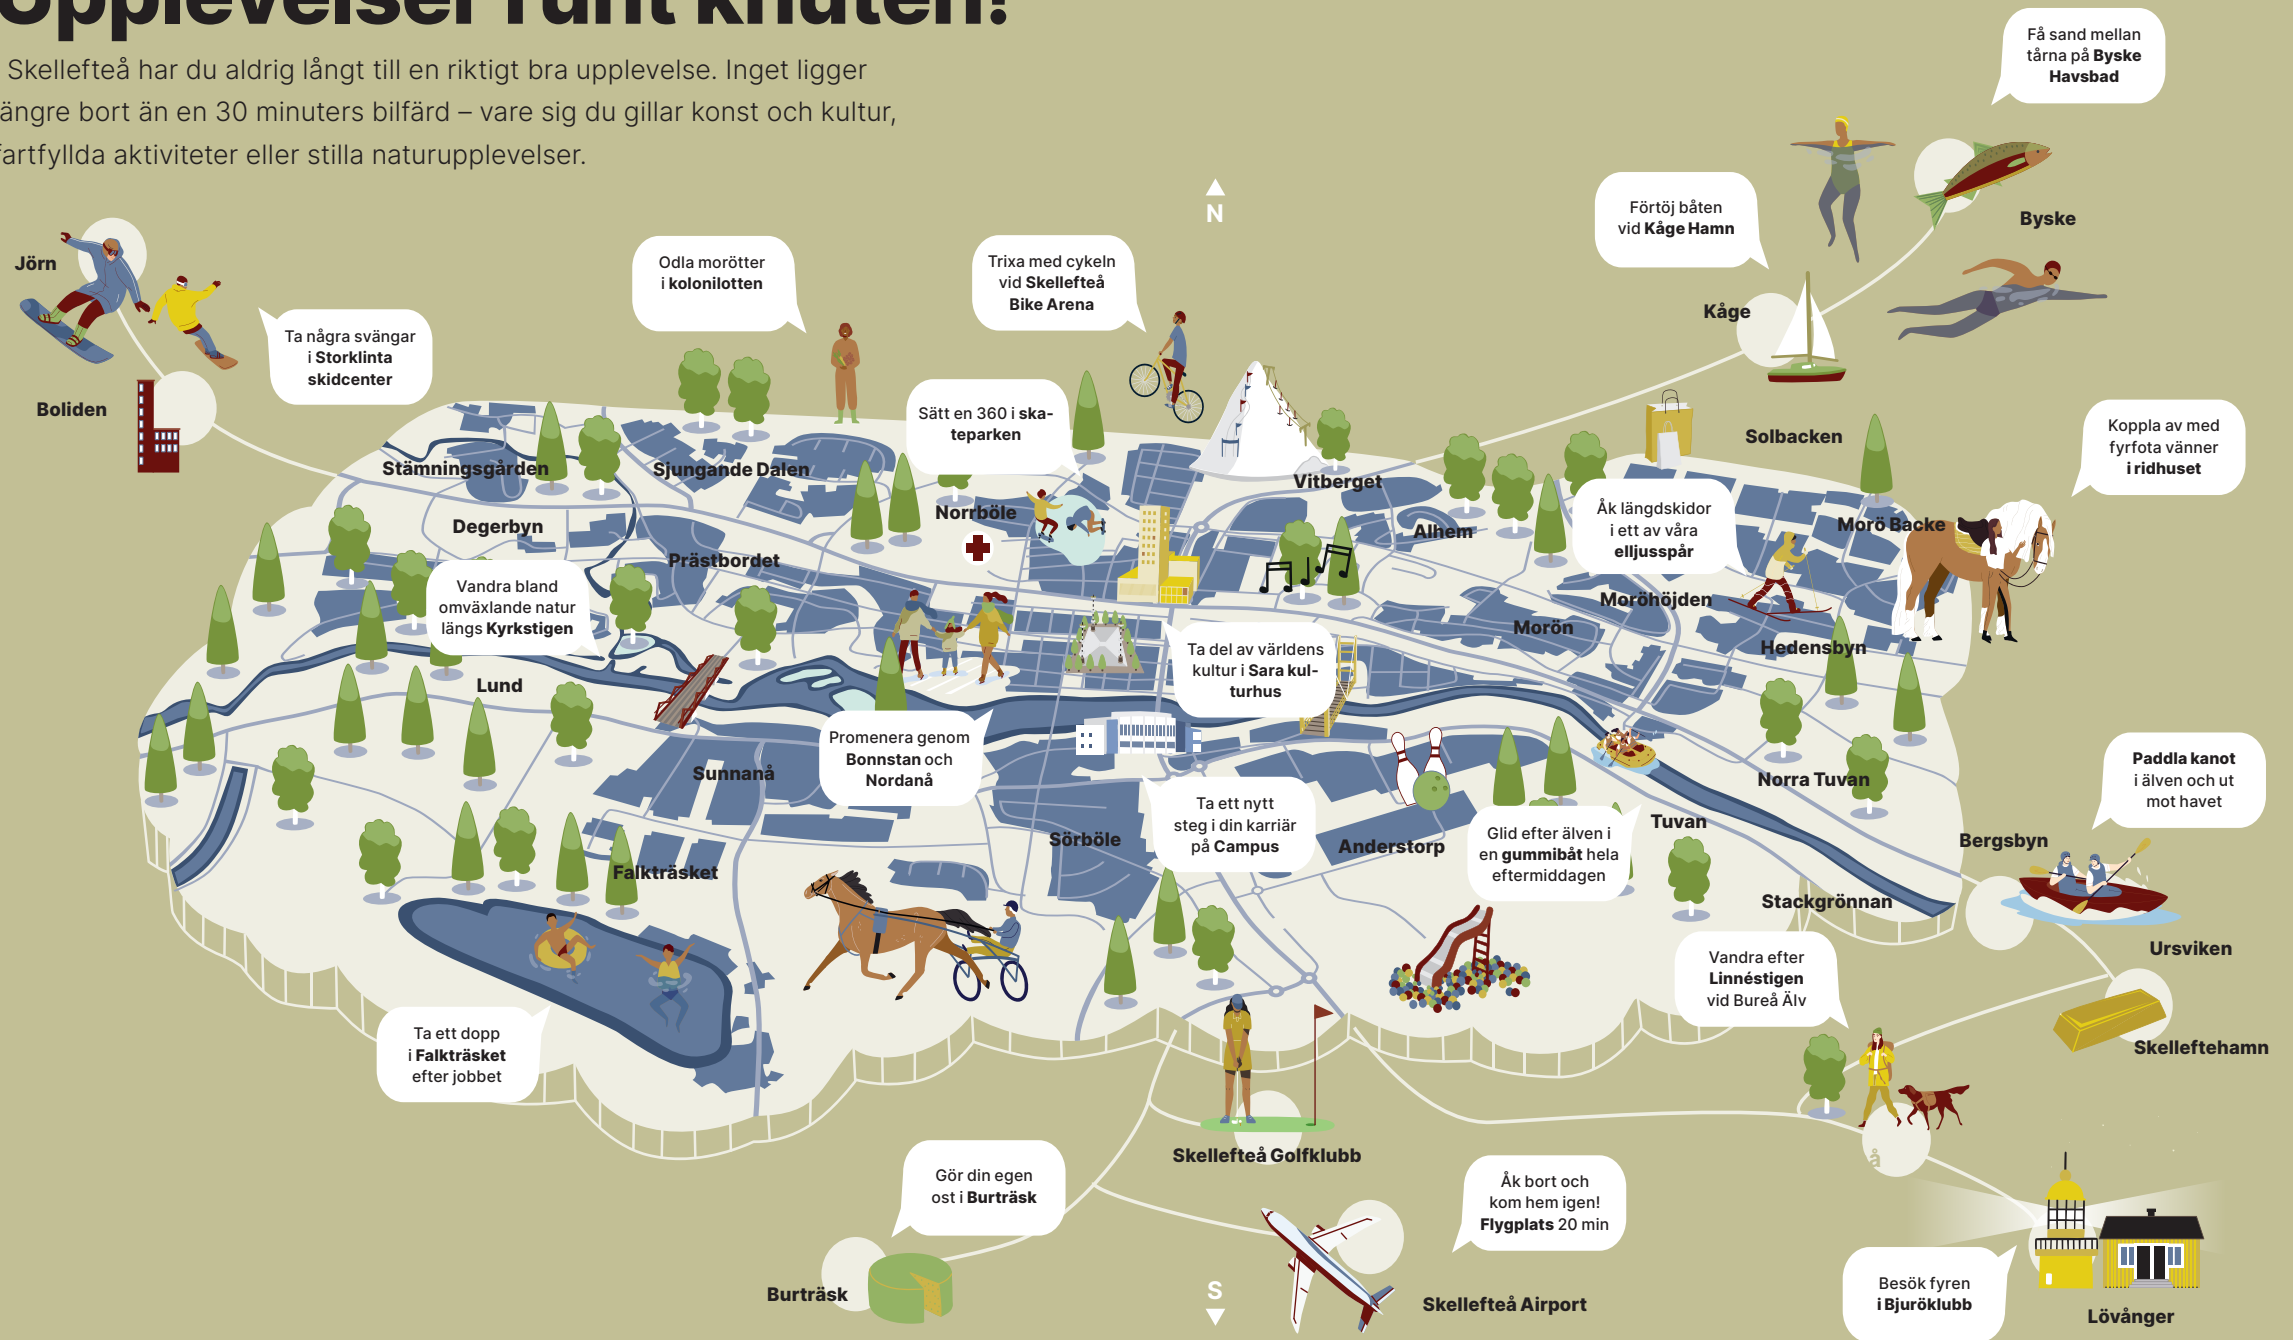 Upplevelser runt knuten!
Skellefteå har du aldrig långt till en riktigt bra upplevelse. Inget ligger
ängre bort än en 30 minuters bilfärd – vare sig du gillar konst och kultur,
fartfyllda aktiviteter eller stilla naturupplevelser.
Få sand mellan
tårna på Byske
Havsbad
N
Förtöj båten
vid Kåge Hamn
Byske
Jörn
Odla morötter
i kolonilotten
Trixa med cykeln
vid Skellefteå
Bike Arena
Kåge
Ta några svängar
i Storklinta
skidcenter
Boliden
Sätt en 360 i ska-
teparken
Solbacken
Koppla av med
fyrfota vänner
i ridhuset
Stämningsgården
Sjungande Dalen
Vitberget
Norrböle
Åk längdskidor
i ett av våra
elljusspår
Morö Backe
Degerbyn
Alhem
Prästbordet
Vandra bland
omväxlande natur
längs Kyrkstigen
Moröhöjden
Morön
Hedensbyn
Ta del av världens
kultur i Sara kul-
turhus
Lund
Promenera genom
Bonnstan och
Nordanå
Sunnanå
Norra Tuvan
Paddla kanot
i älven och ut
mot havet
Ta ett nytt
steg i din karriär
på Campus
Sörböle
Anderstorp
Glid efter älven i
en gummibåt hela
eftermiddagen
Tuvan
Bergsbyn
Falkträsket
Stackgrönnan
Ursviken
Vandra efter
Linnéstigen
vid Bureå Älv
Ta ett dopp
i Falkträsket
efter jobbet
Skelleftehamn
Skellefteå Golfklubb
å
Gör din egen
ost i Burträsk
Åk bort och
kom hem igen!
Flygplats 20 min
Burträsk
S
Skellefteå Airport
Besök fyren
i Bjuröklubb
Lövånger